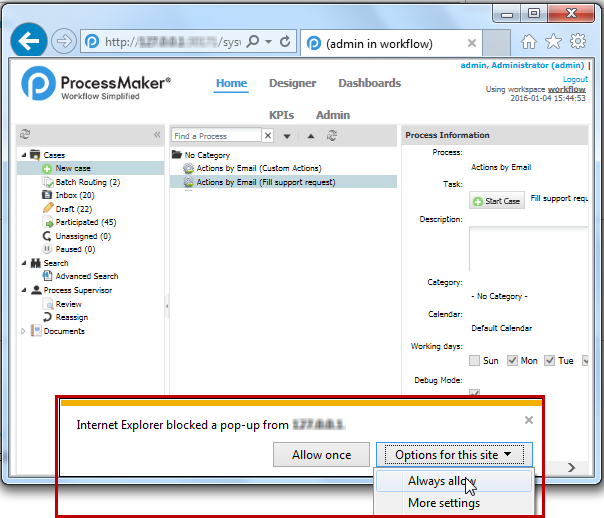 http://
/sys
(admin in workflow)
admin, Administrator (admin) |
Logout
Using workspace workflow
2016-01-04 15:44:53
ProcessMaker®
Workflow Simplified
Home Designer Dashboards
KPIs Admin
Cases
New case
Batch Routing (2)
Inbox (20)
Draft (22)
Participated (45)
Unassigned (0)
Paused (0)
Search
Advanced Search
Process Supervisor
Review
Reassign
Documents
Find a Process
No Category
Actions by Email (Custom Actions)
Actions by Email (Fill support request)
Process Information
Process:
Actions by Email
Task:
Start Case Fill support requ
Description:
Category:
- No Category -
Calendar:
Default Calendar
Working days:
Sun Mon Tue
Debug Mode:
Internet Explorer blocked a pop-up from
Allow once Options for this site
Always allow
More settings